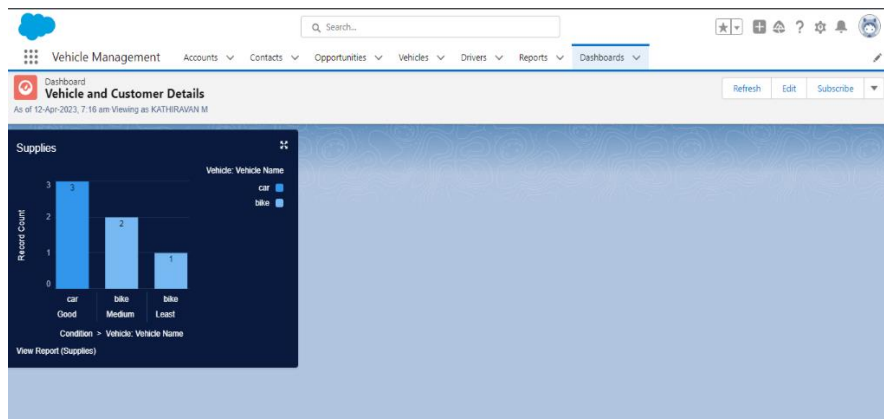 Search...
Vehicle Management Accounts Contacts Opportunities Vehicles Drivers Reports Dashboards
Dashboard
Vehicle and Customer Details
As of 12-Apr-2023, 7:16 am Viewing as KATHIRAVAN M
Refresh Edit Subscribe
Supplies
Vehicle: Vehicle Name
car
bike
Record Count
3
2
1
0
3
2
1
car bike bike
Good Medium Least
Condition > Vehicle: Vehicle Name
View Report (Supplies)